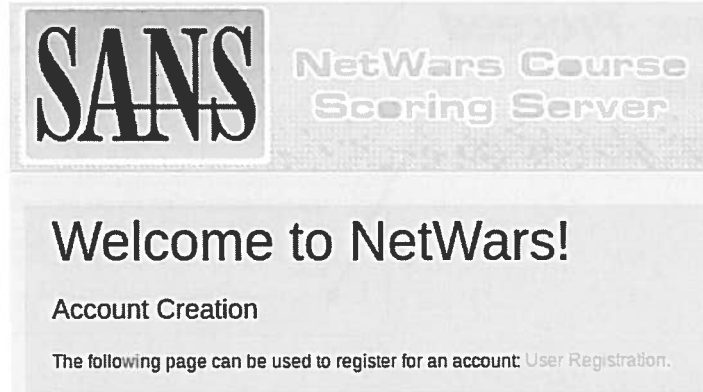 SANS
NetWars Course
Scoring Server
Welcome to NetWars!
Account Creation
The following page can be used to register for an account: User Registration.